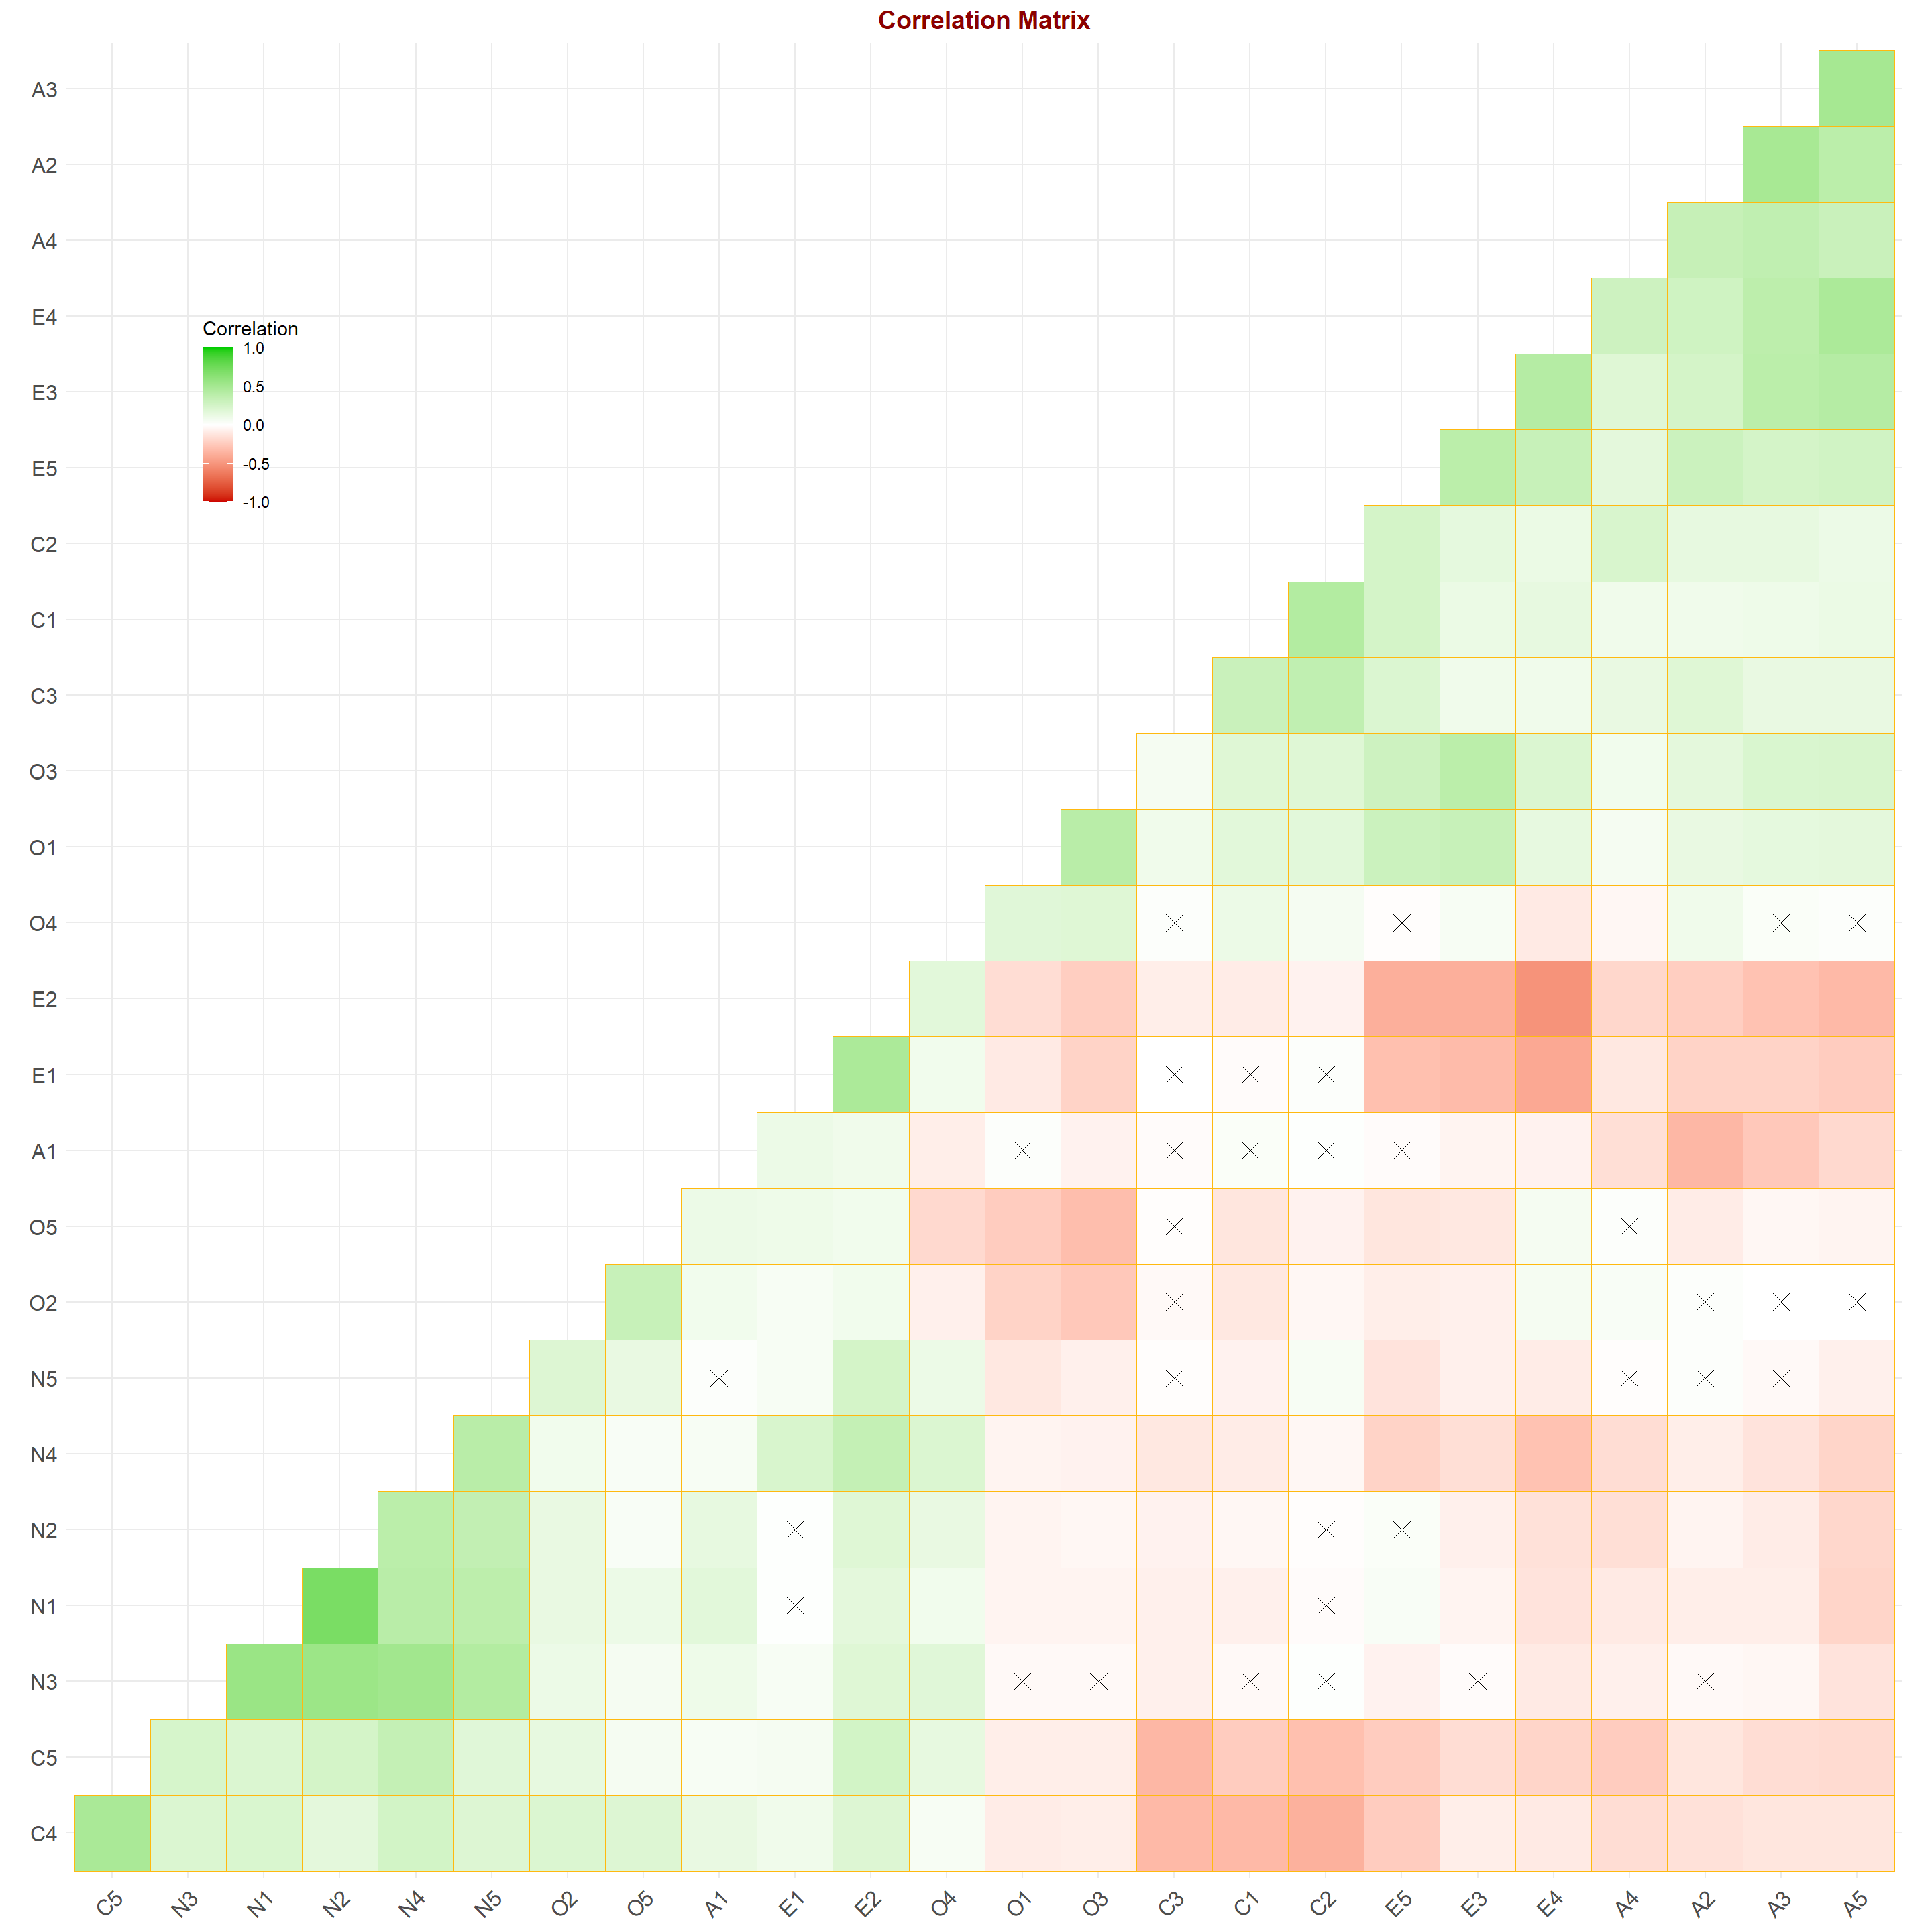 Correlation Matrix
A3
A2
A4
E4
Correlation
1.0
0.5
0.0
-0.5
-1.0
E3
E5
C2
C1
C3
O3
O1
O4
E2
E1
A1
O5
O2
N5
N4
N2
N1
N3
C5
C4
C5 N3 N1 N2 N4 N5 O2 O5 A1 E1 E2 O4 O1 O3 C3 C1 C2 E5 E3 E4 A4 A2 A3 A5